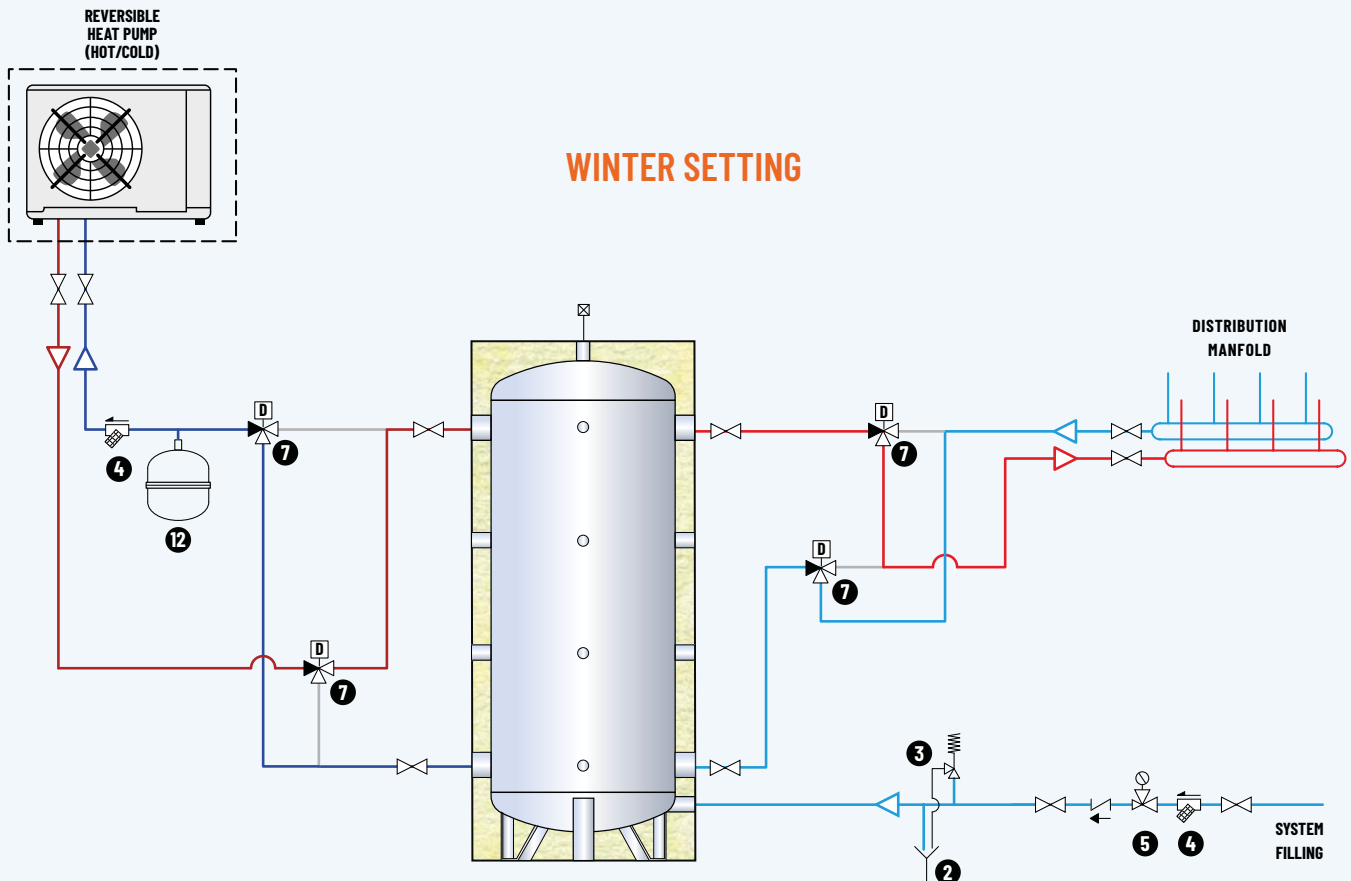 REVERSIBLE
HEAT PUMP
(HOT/COLD)
WINTER SETTING
DISTRIBUTION
MANFOLD
D
7
D
7
4
12
D
7
D
7
3
5
4
SYSTEM
FILLING
2